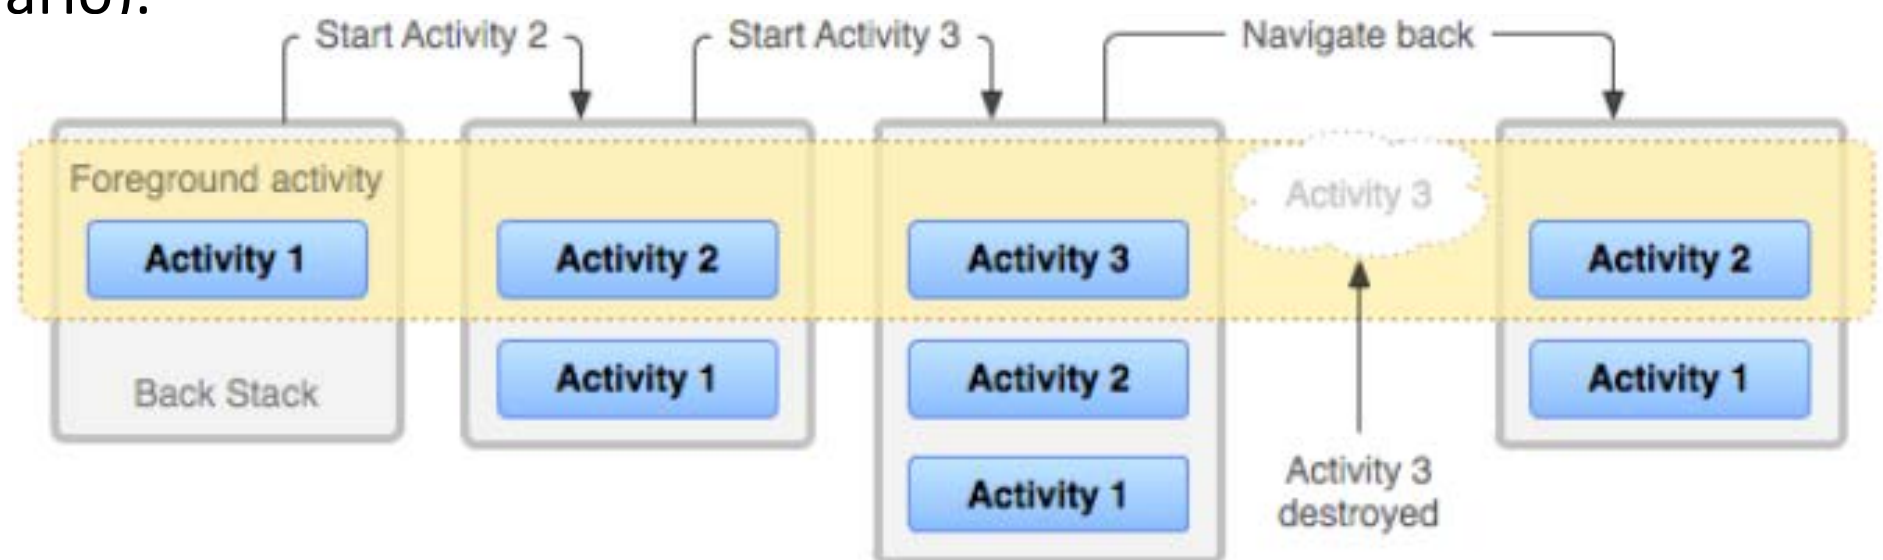 Start Activity 2
Start Activity 3
Navigate back
Foreground activity
Activity 1
Back Stack
Activity 2
Activity 1
Activity 3
Activity 2
Activity 1
Activity 3
Activity 3
destroyed
Activity 2
Activity 1